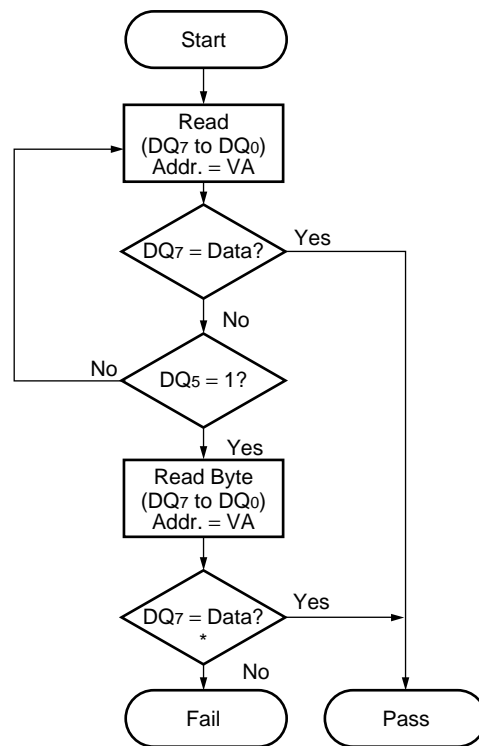 Start
Read
(DQ7 to DQ0)
Addr. = VA
DQ7 = Data?
Yes
No
No
DQ5 = 1?
Yes
Read Byte
(DQ7 to DQ0)
Addr. = VA
DQ7 = Data?
*
Yes
No
Fail
Pass